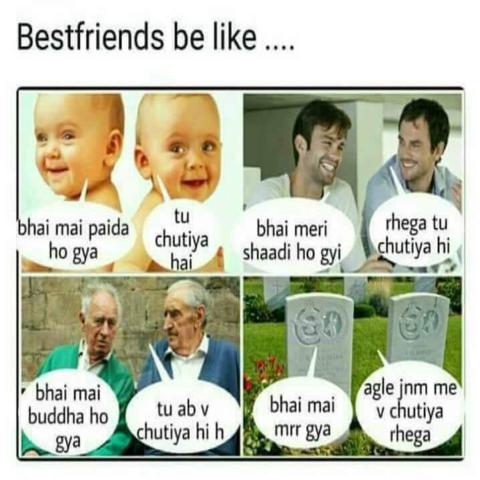 Bestfriends be like ....
bhai mai paida
ho gya
tu
chutiya
hai
bhai meri
shaadi ho gyi
rhega tu
chutiya hi
bhai mai
buddha ho
gya
tu ab v
chutiya hi h
bhai mai
mrr gya
agle jnm me
v chutiya
rhega